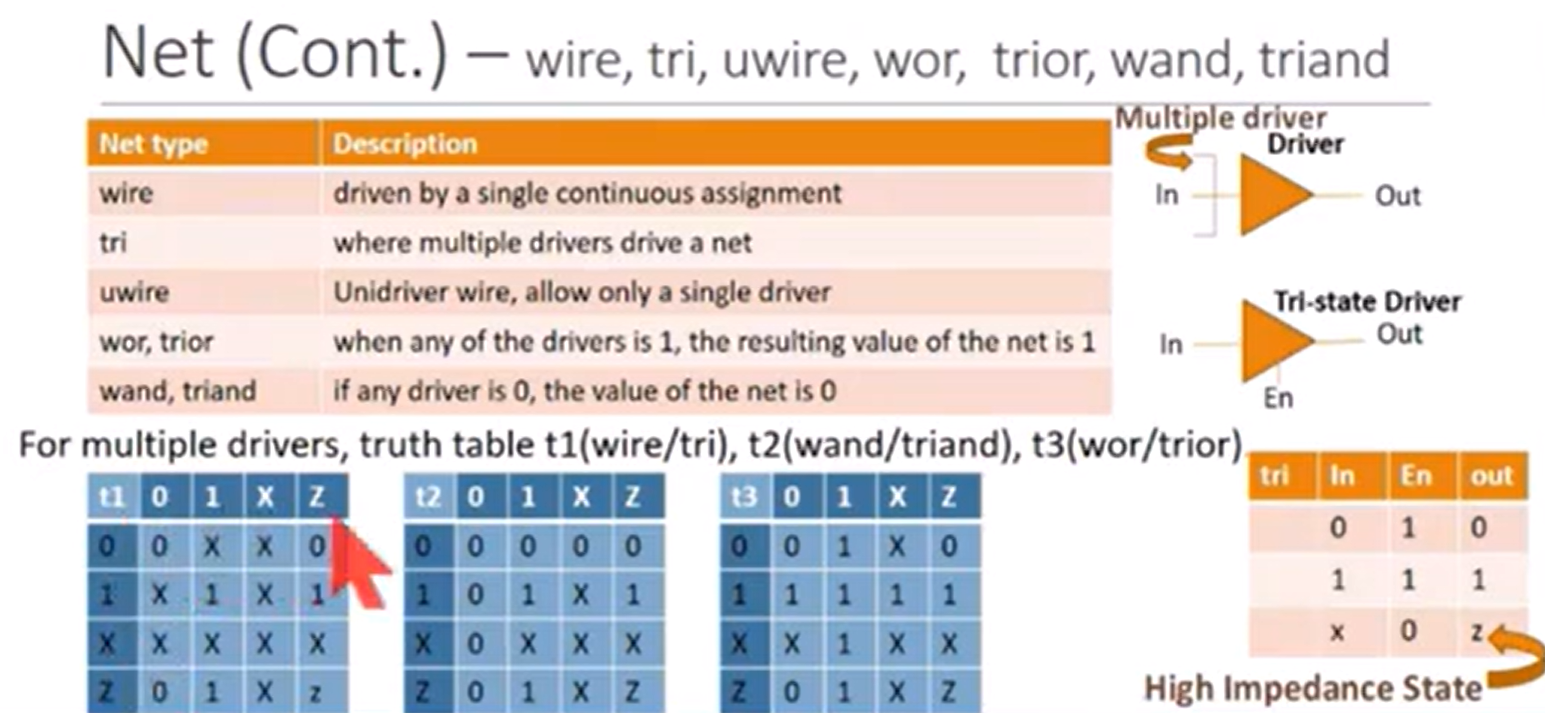 Net (Cont.) – wire, tri, uwire, wor, trior, wand, triand
Net type Description
wire driven by a single continuous assignment
tri where multiple drivers drive a net
uwire Unidriver wire, allow only a single driver
wor, trior when any of the drivers is 1, the resulting value of the net is 1
wand, triand if any driver is 0, the value of the net is 0
Multiple driver
Driver
In Out
Tri-state Driver
In Out
En
For multiple drivers, truth table t1(wire/tri), t2(wand/triand), t3(wor/trior)
t1 0 1 X Z
0 0 X X 0
1 X 1 X 1
X X X X X
Z 0 1 X z
t2 0 1 X Z
0 0 0 0 0
1 0 1 X 1
X 0 X X X
Z 0 1 X Z
t3 0 1 X Z
0 0 1 X 0
1 1 1 1 1
X X 1 X X
Z 0 1 X Z
tri In En out
0 1 0
1 1 1
x 0 z
High Impedance State